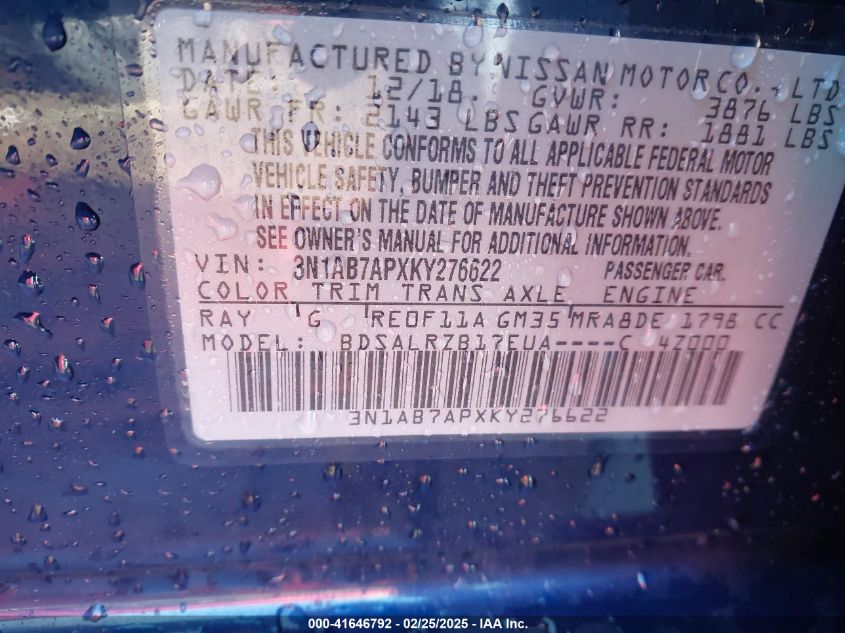 MANUFACTURED BY NISSAN MOTOR CO., LTD
DATE: 12/18. GVWR: 3876 LBS
GAWR FR: 2143 LBS GAWR RR: 1881 LBS
THIS VEHICLE CONFORMS TO ALL APPLICABLE FEDERAL MOTOR
VEHICLE SAFETY, BUMPER AND THEFT PREVENTION STANDARDS
IN EFFECT ON THE DATE OF MANUFACTURE SHOWN ABOVE.
SEE OWNER'S MANUAL FOR ADDITIONAL INFORMATION.
VIN: 3N1AB7APXKY276622 PASSENGER CAR.
COLOR TRIM TRANS AXLE ENGINE
RAY G RE0F11A GM35 MRA8DE 1798 CC
MODEL: BDSALRZB17EUA----C 4Z000
3N1AB7APXKY276622
000-41646792 - 02/25/2025 - IAA Inc.